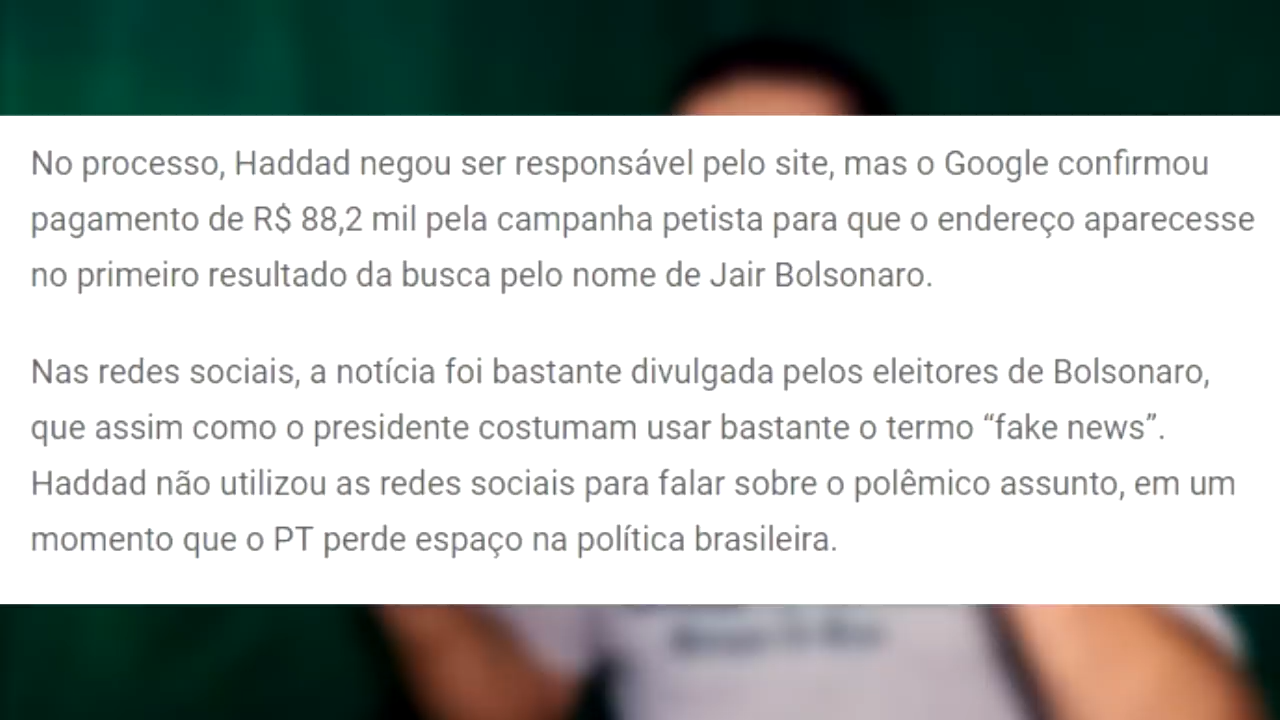 No processo, Haddad negou ser responsável pelo site, mas o Google confirmou
pagamento de R$ 88,2 mil pela campanha petista para que o endereço aparecesse
no primeiro resultado da busca pelo nome de Jair Bolsonaro.
Nas redes sociais, a notícia foi bastante divulgada pelos eleitores de Bolsonaro,
que assim como o presidente costumam usar bastante o termo “fake news”.
Haddad não utilizou as redes sociais para falar sobre o polêmico assunto, em um
momento que o PT perde espaço na política brasileira.